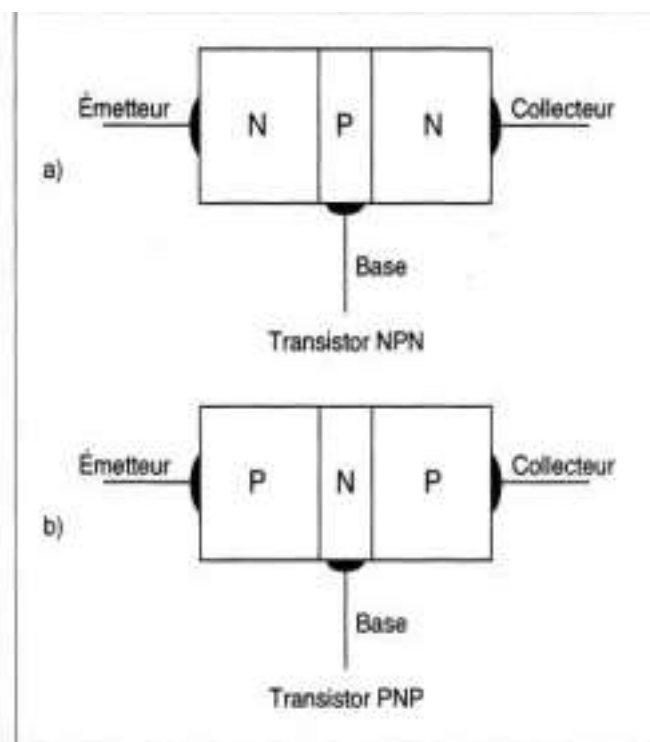 Émetteur
N
P
N
Collecteur
a)
Base
Transistor NPN
Émetteur
P
N
P
Collecteur
b)
Base
Transistor PNP